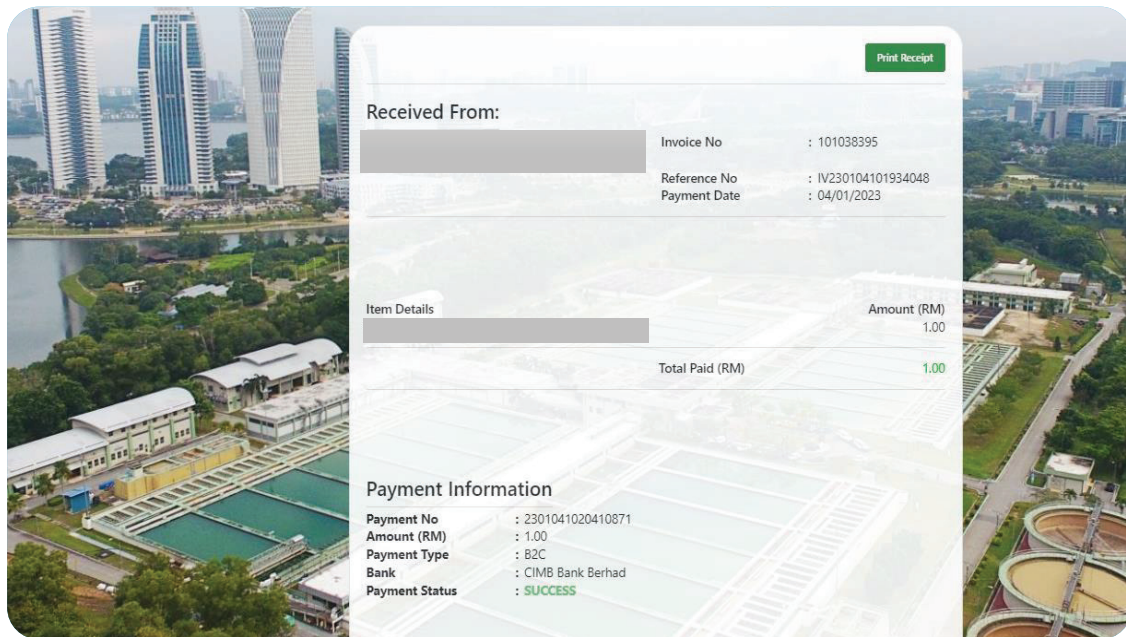 Print Receipt
Received From:
Invoice No : 101038395
Reference No : IV230104101934048
Payment Date : 04/01/2023
Item Details Amount (RM)
1.00
Total Paid (RM) 1.00
Payment Information
Payment No : 2301041020410871
Amount (RM) : 1.00
Payment Type : B2C
Bank : CIMB Bank Berhad
Payment Status : SUCCESS